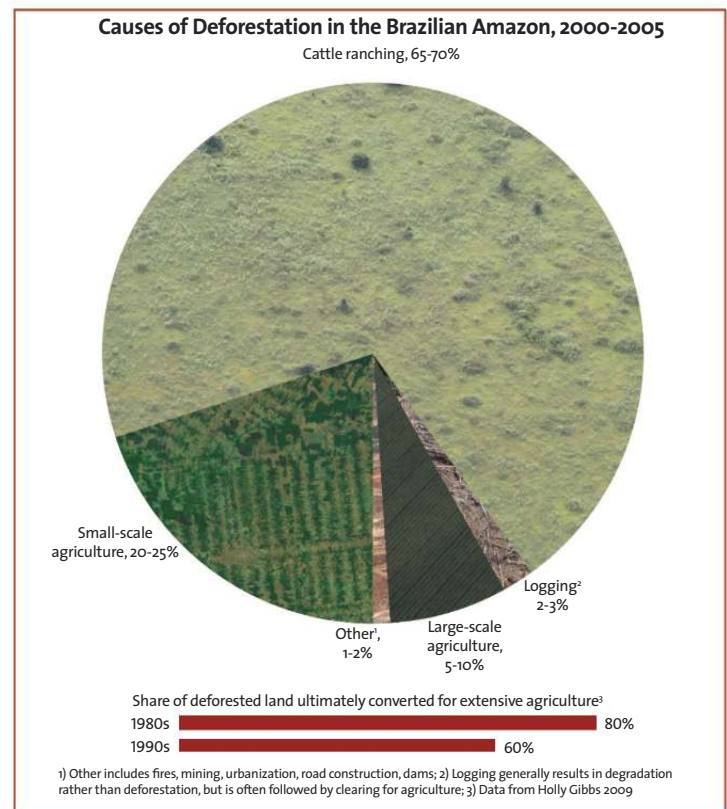 Causes of Deforestation in the Brazilian Amazon, 2000-2005
Cattle ranching, 65-70%
Small-scale
agriculture, 20-25%
Other¹,
1-2%
Large-scale
agriculture,
5-10%
Logging²
2-3%
Share of deforested land ultimately converted for extensive agriculture³
1980s 80%
1990s 60%
1) Other includes fires, mining, urbanization, road construction, dams; 2) Logging generally results in degradation
rather than deforestation, but is often followed by clearing for agriculture; 3) Data from Holly Gibbs 2009